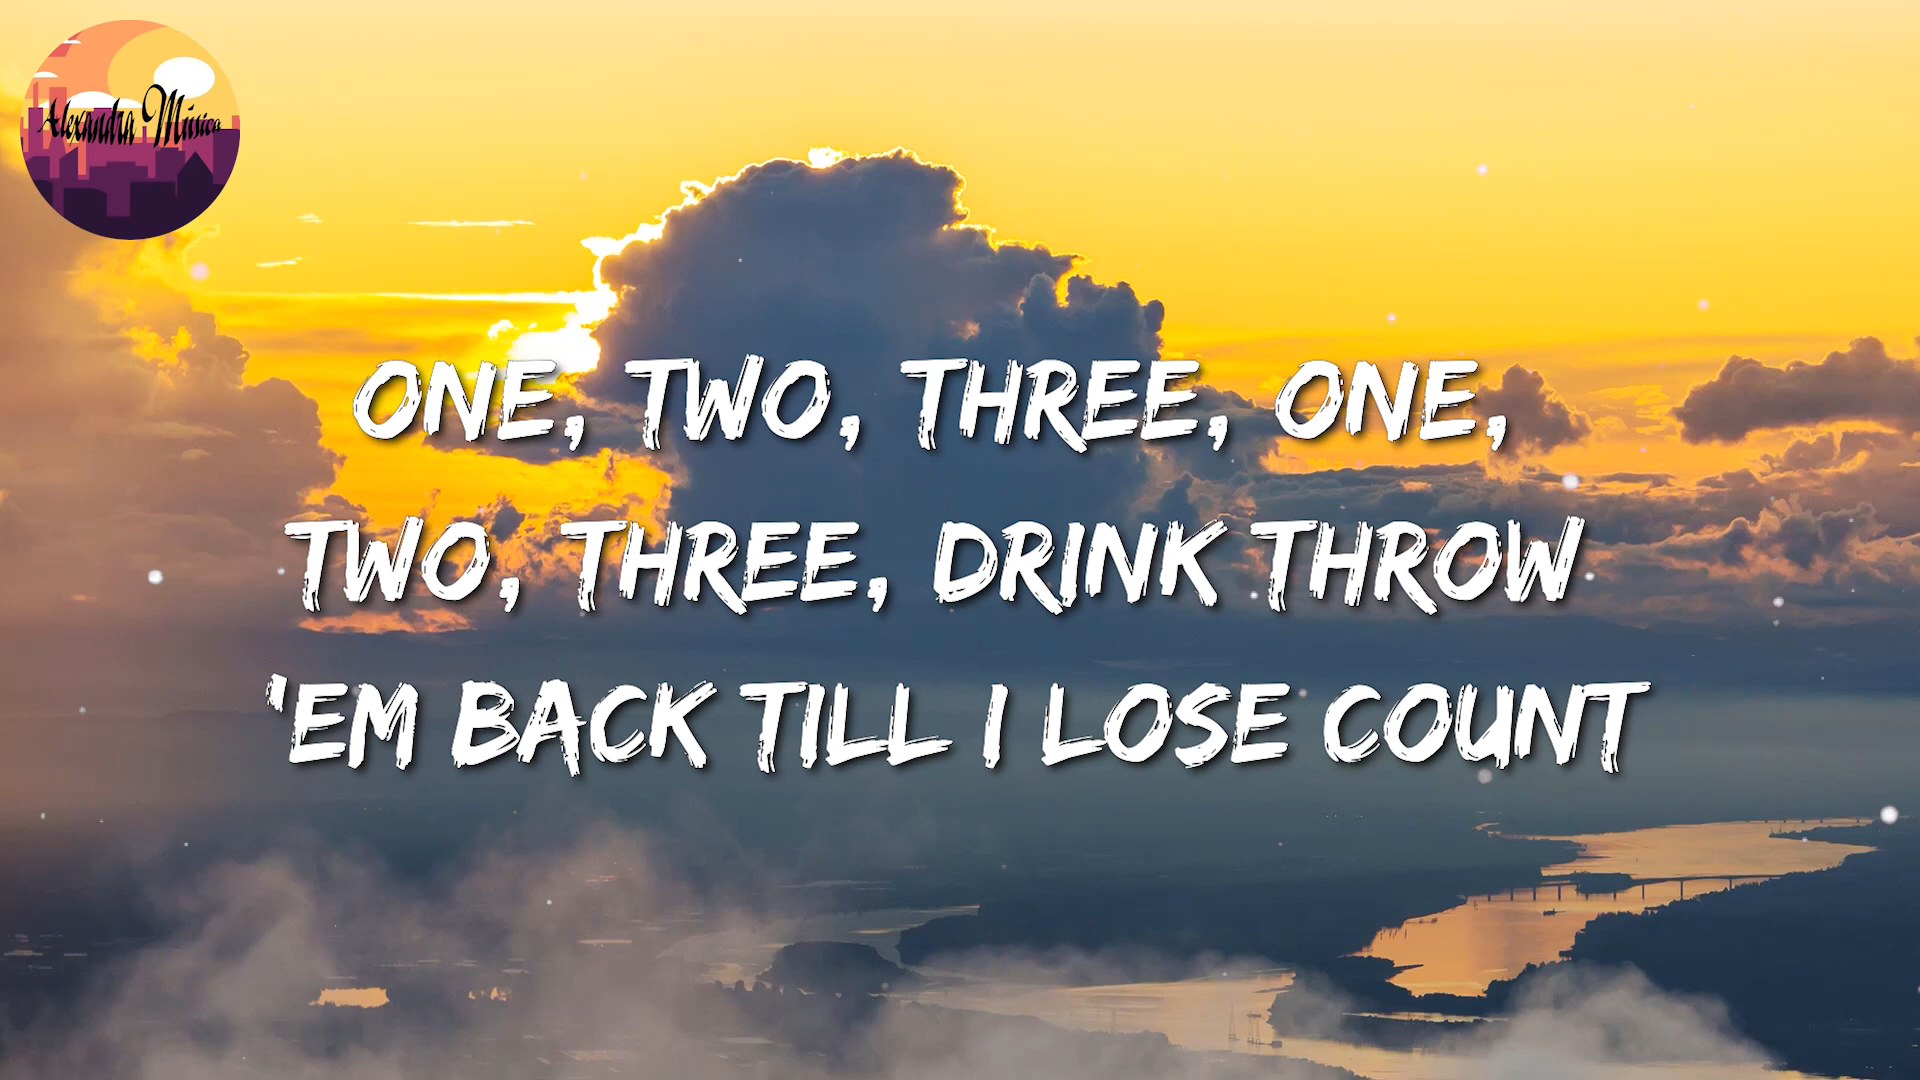 Alexandra Música
ONE, TWO, THREE, ONE,
TWO, THREE, DRINK THROW
'EM BACK TILL I LOSE COUNT